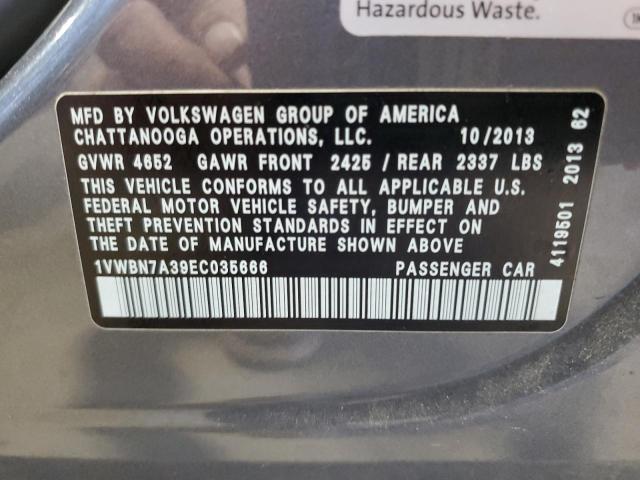 Hazardous Waste.
MFD BY VOLKSWAGEN GROUP OF AMERICA
CHATTANOOGA OPERATIONS, LLC. 10/2013
GVWR 4652 GAWR FRONT 2425 / REAR 2337 LBS
THIS VEHICLE CONFORMS TO ALL APPLICABLE U.S.
FEDERAL MOTOR VEHICLE SAFETY, BUMPER AND
THEFT PREVENTION STANDARDS IN EFFECT ON
THE DATE OF MANUFACTURE SHOWN ABOVE
1VWBN7A39EC035666 PASSENGER CAR
4119501 2013 62